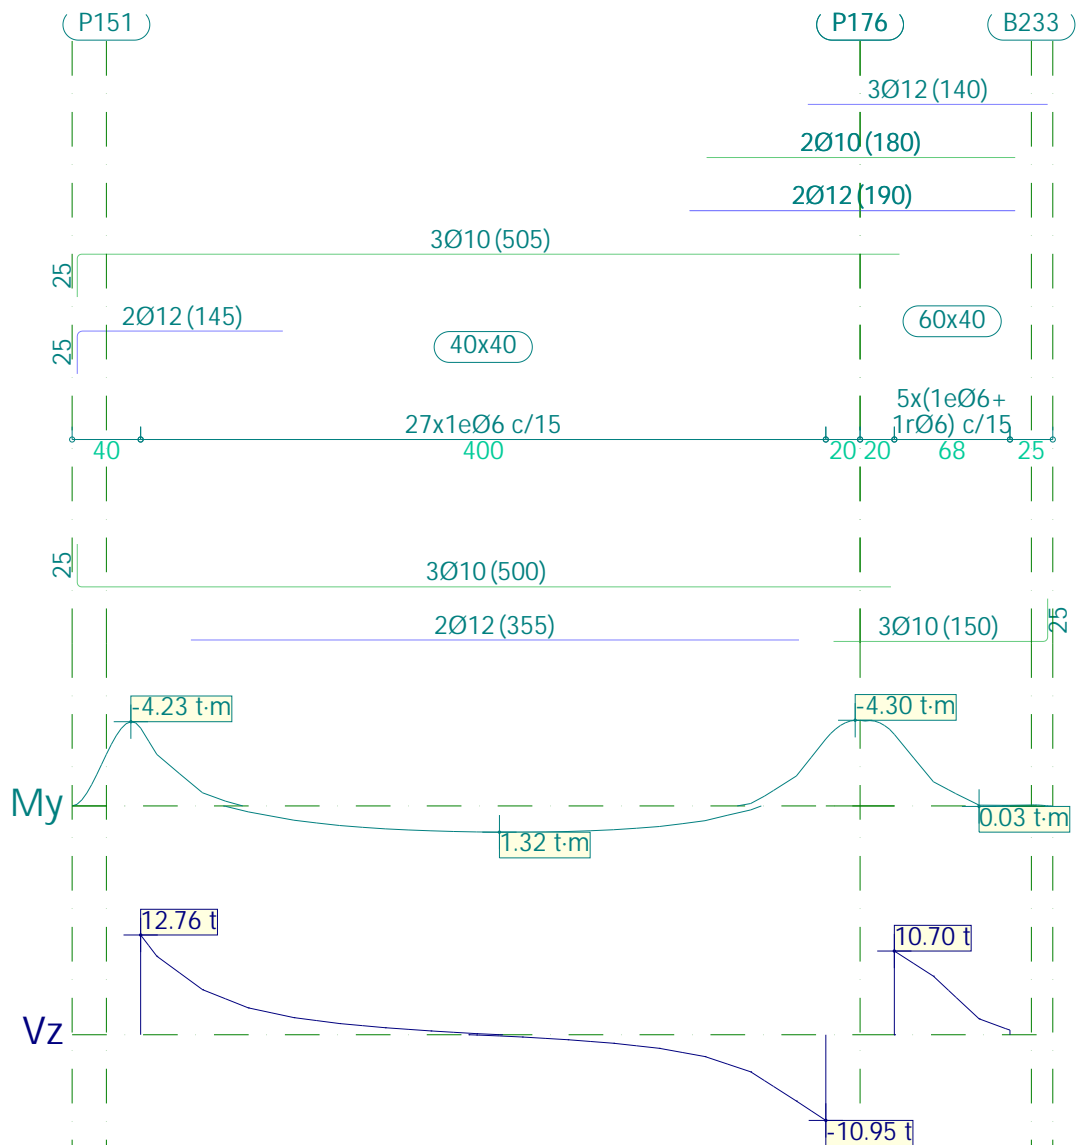 P151 P176 B233
3Ø12 (140)
2Ø10 (180)
2Ø12 (190)
3Ø10 (505)
25
2Ø12 (145)
25
40x40
60x40
27x1eØ6 c/15
5x(1eØ6+
1rØ6) c/15
40 400 20 20 68 25
25
3Ø10 (500)
2Ø12 (355)
3Ø10 (150)
25
-4.23 t·m
-4.30 t·m
My
0.03 t·m
1.32 t·m
12.76 t
10.70 t
Vz
-10.95 t